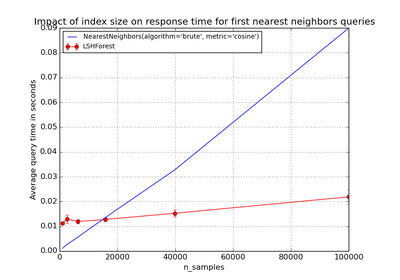 Impact of index size on response time for first nearest neighbors queries
0.09
NearestNeighbors(algorithm='brute', metric='cosine')
LSHForest
0.08
0.07
0.06
0.05
0.04
0.03
0.02
0.01
0.00
Average query time in seconds
0 20000 40000 60000 80000 100000
n_samples